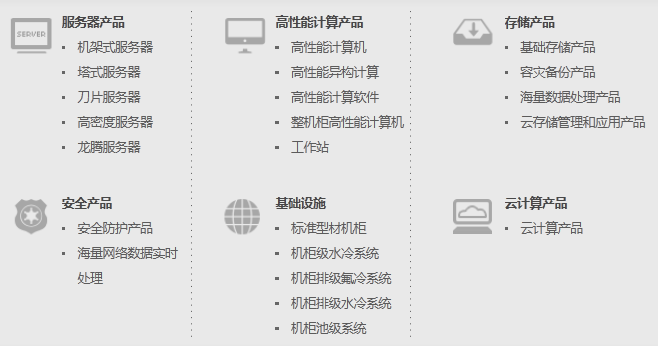 服务器产品
SERVER
机架式服务器
塔式服务器
刀片服务器
高密度服务器
龙腾服务器
高性能计算产品
高性能计算机
高性能异构计算
高性能计算软件
整机柜高性能计算机
工作站
存储产品
基础存储产品
容灾备份产品
海量数据处理产品
云存储管理和应用产品
安全产品
安全防护产品
海量网络数据实时
处理
基础设施
标准型材机柜
机柜级水冷系统
机柜排级氟冷系统
机柜排级水冷系统
机柜池级系统
云计算产品
云计算产品